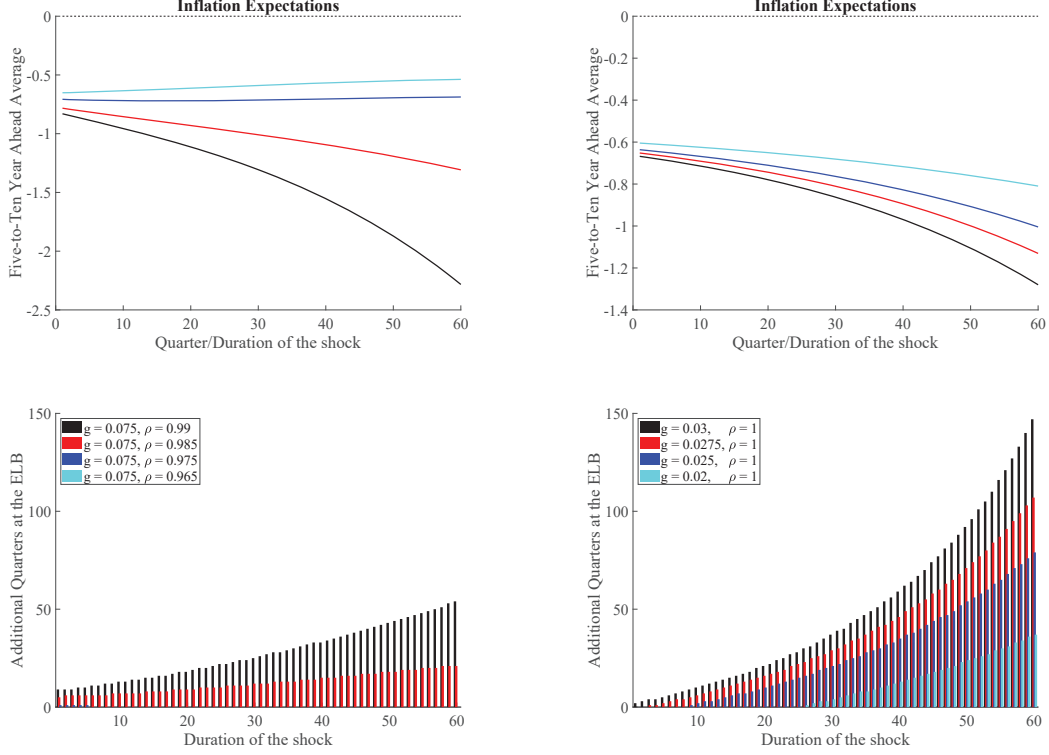 Inflation Expectations
Five-to-Ten Year Ahead Average
0
-0.5
-1
-1.5
-2
-2.5
0 10 20 30 40 50 60
Quarter/Duration of the shock
Inflation Expectations
Five-to-Ten Year Ahead Average
0
-0.2
-0.4
-0.6
-0.8
-1
-1.2
-1.4
0 10 20 30 40 50 60
Quarter/Duration of the shock
Additional Quarters at the ELB
150
100
50
0
g = 0.075, ρ = 0.99
g = 0.075, ρ = 0.985
g = 0.075, ρ = 0.975
g = 0.075, ρ = 0.965
10 20 30 40 50 60
Duration of the shock
Additional Quarters at the ELB
150
100
50
0
g = 0.03, ρ = 1
g = 0.0275, ρ = 1
g = 0.025, ρ = 1
g = 0.02, ρ = 1
10 20 30 40 50 60
Duration of the shock